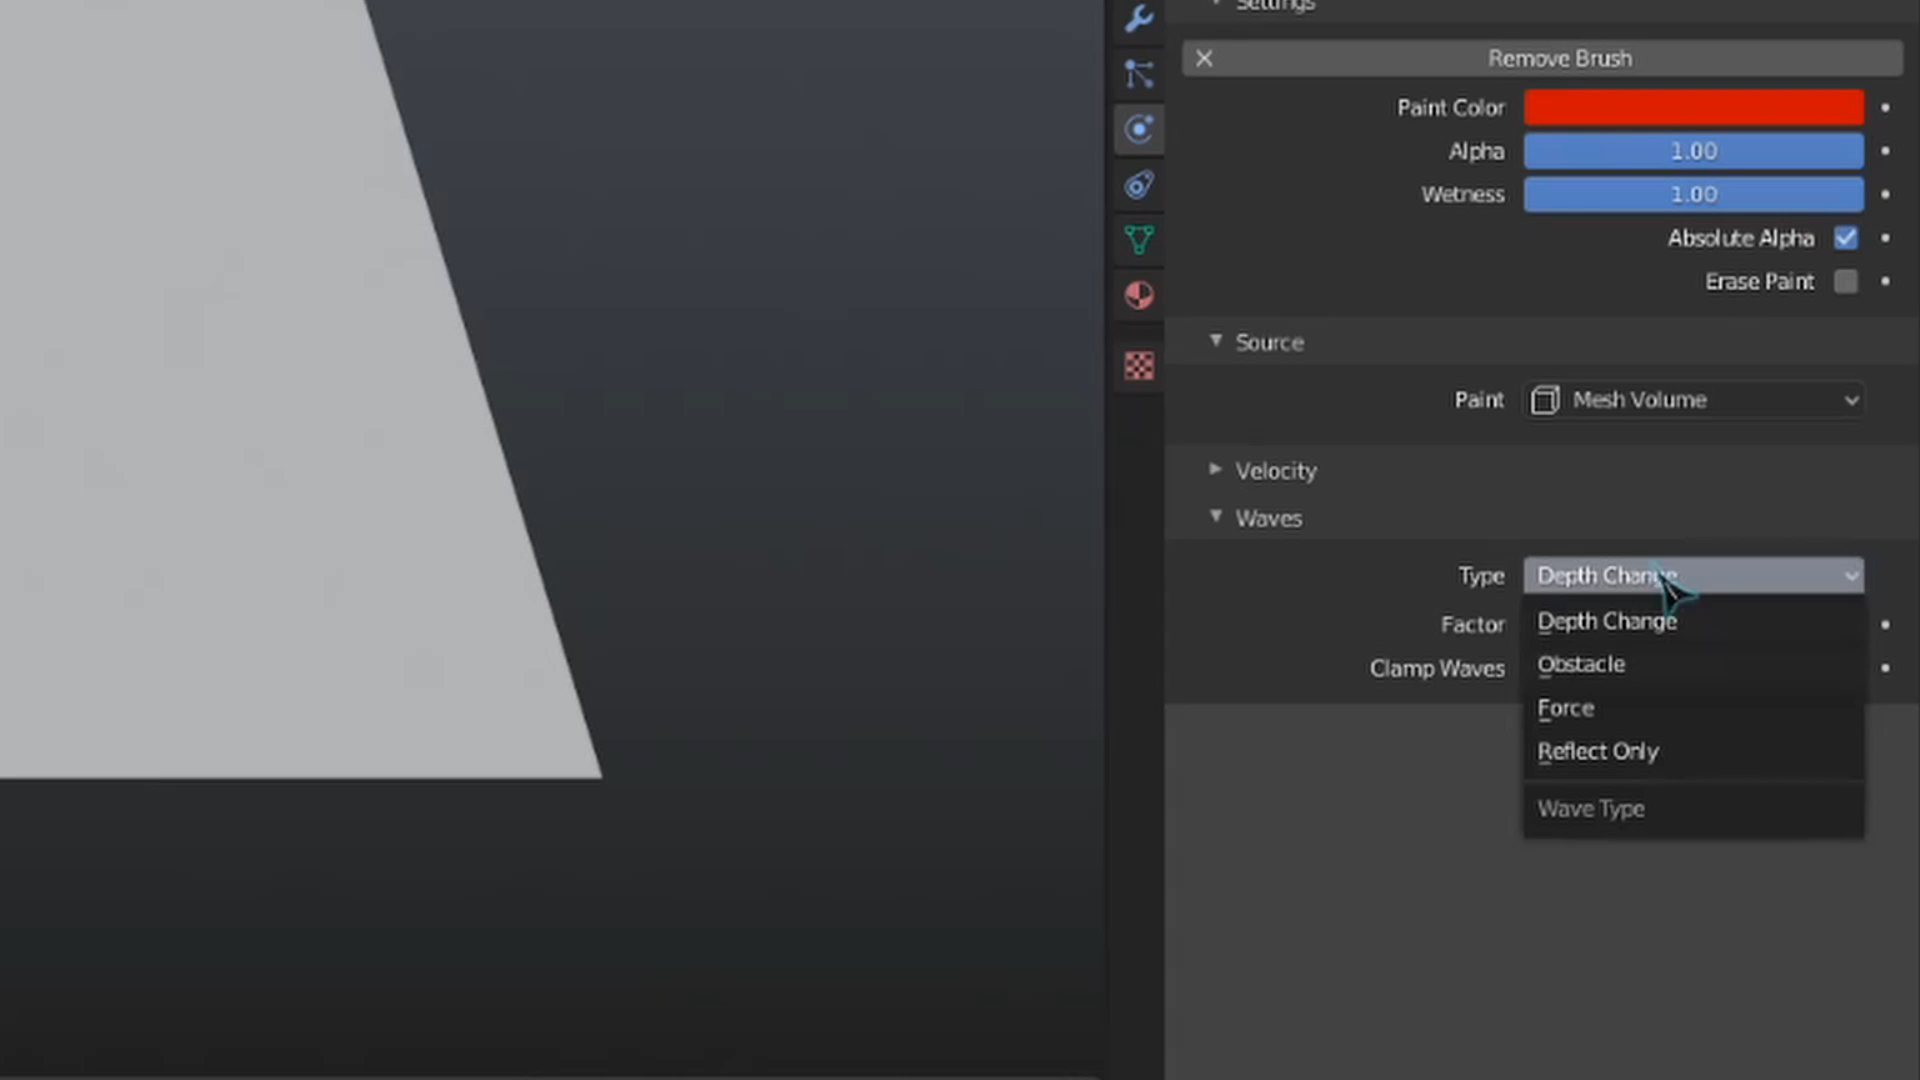 Settings
Remove Brush
Paint Color
Alpha 1.00
Wetness 1.00
Absolute Alpha
Erase Paint
Source
Paint Mesh Volume
Velocity
Waves
Type Depth Change
Depth Change
Factor
Obstacle
Clamp Waves
Force
Reflect Only
Wave Type